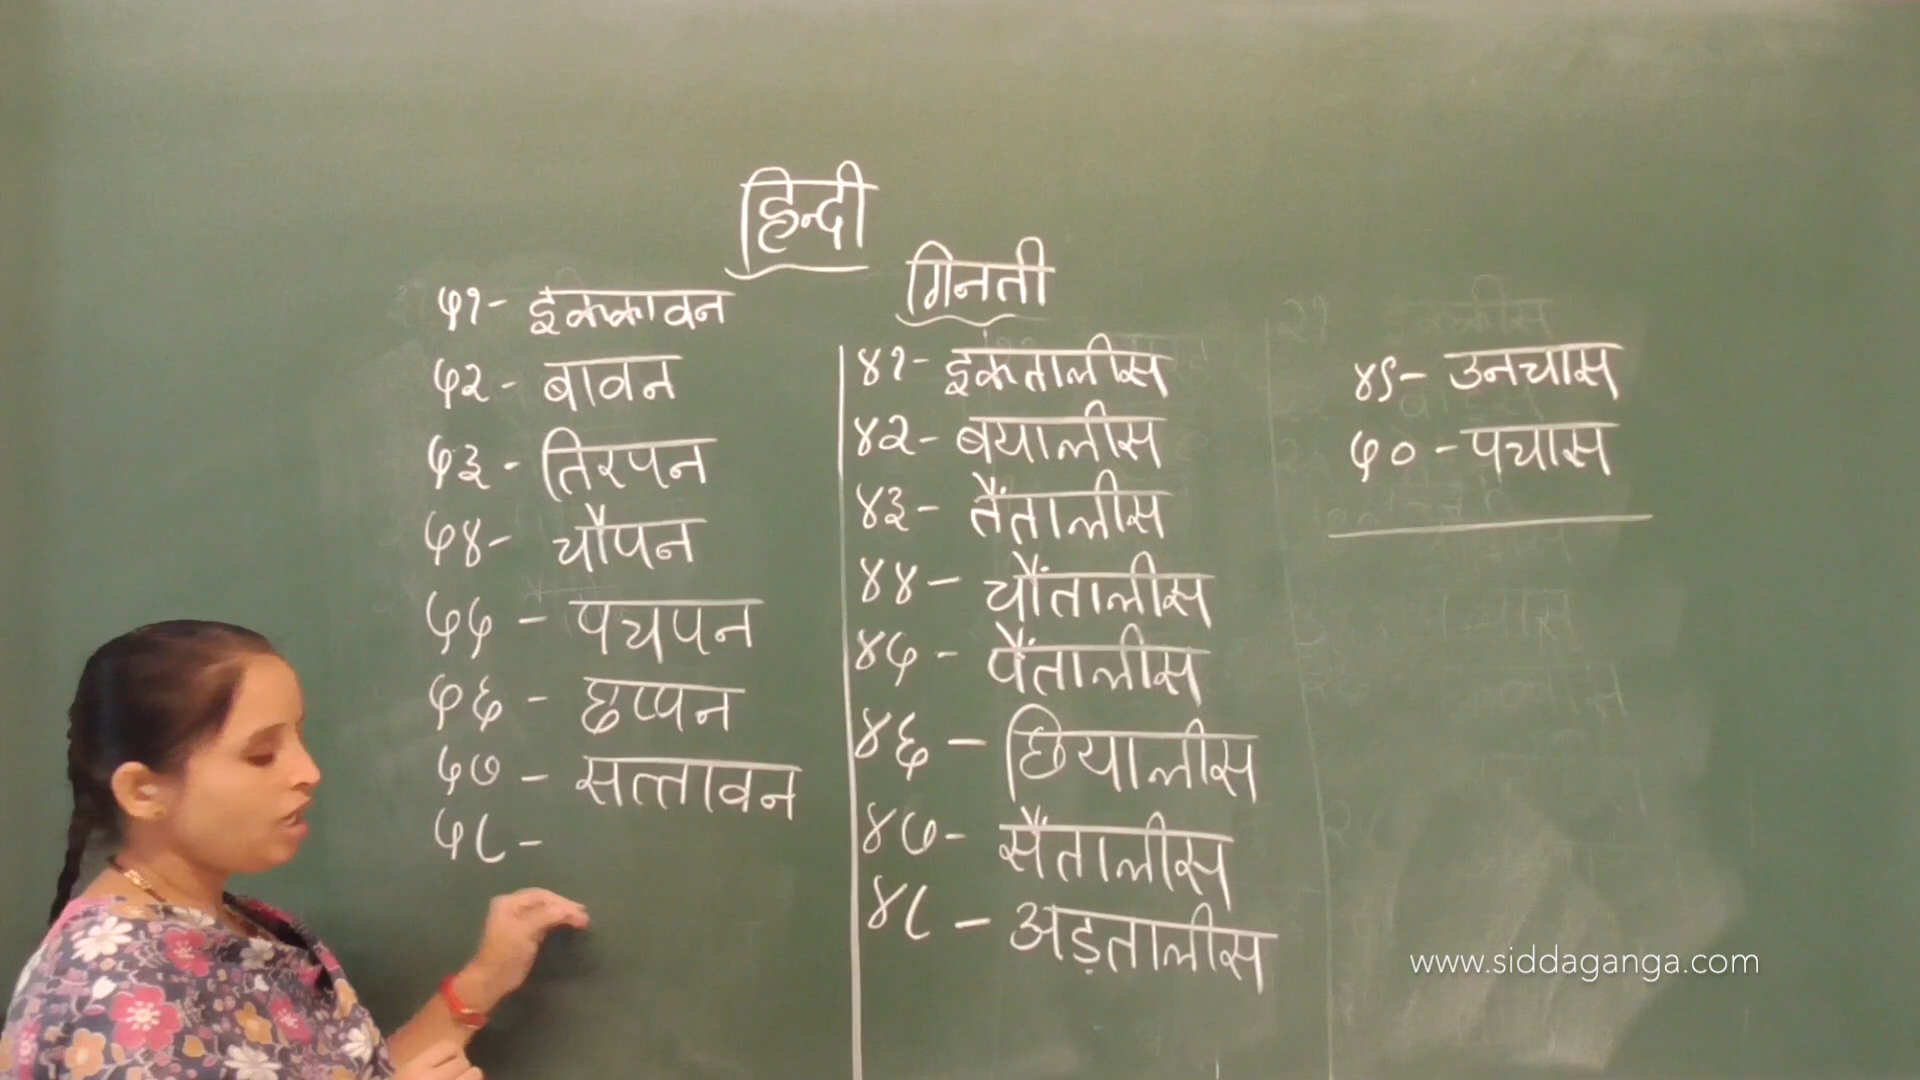 हिन्दी
गिनती
५१- इक्कावन
५२- बावन
५३- तिरपन
५४- चौपन
५५- पचपन
५६- छप्पन
५७- सत्तावन
५८-
४१- इकतालीस
४२- बयालीस
४३- तैंतालीस
४४- चौंतालीस
४५- पैंतालीस
४६- छियालीस
४७- सैंतालीस
४८- अड़तालीस
४९- उनचास
५०- पचास
www.siddaganga.com